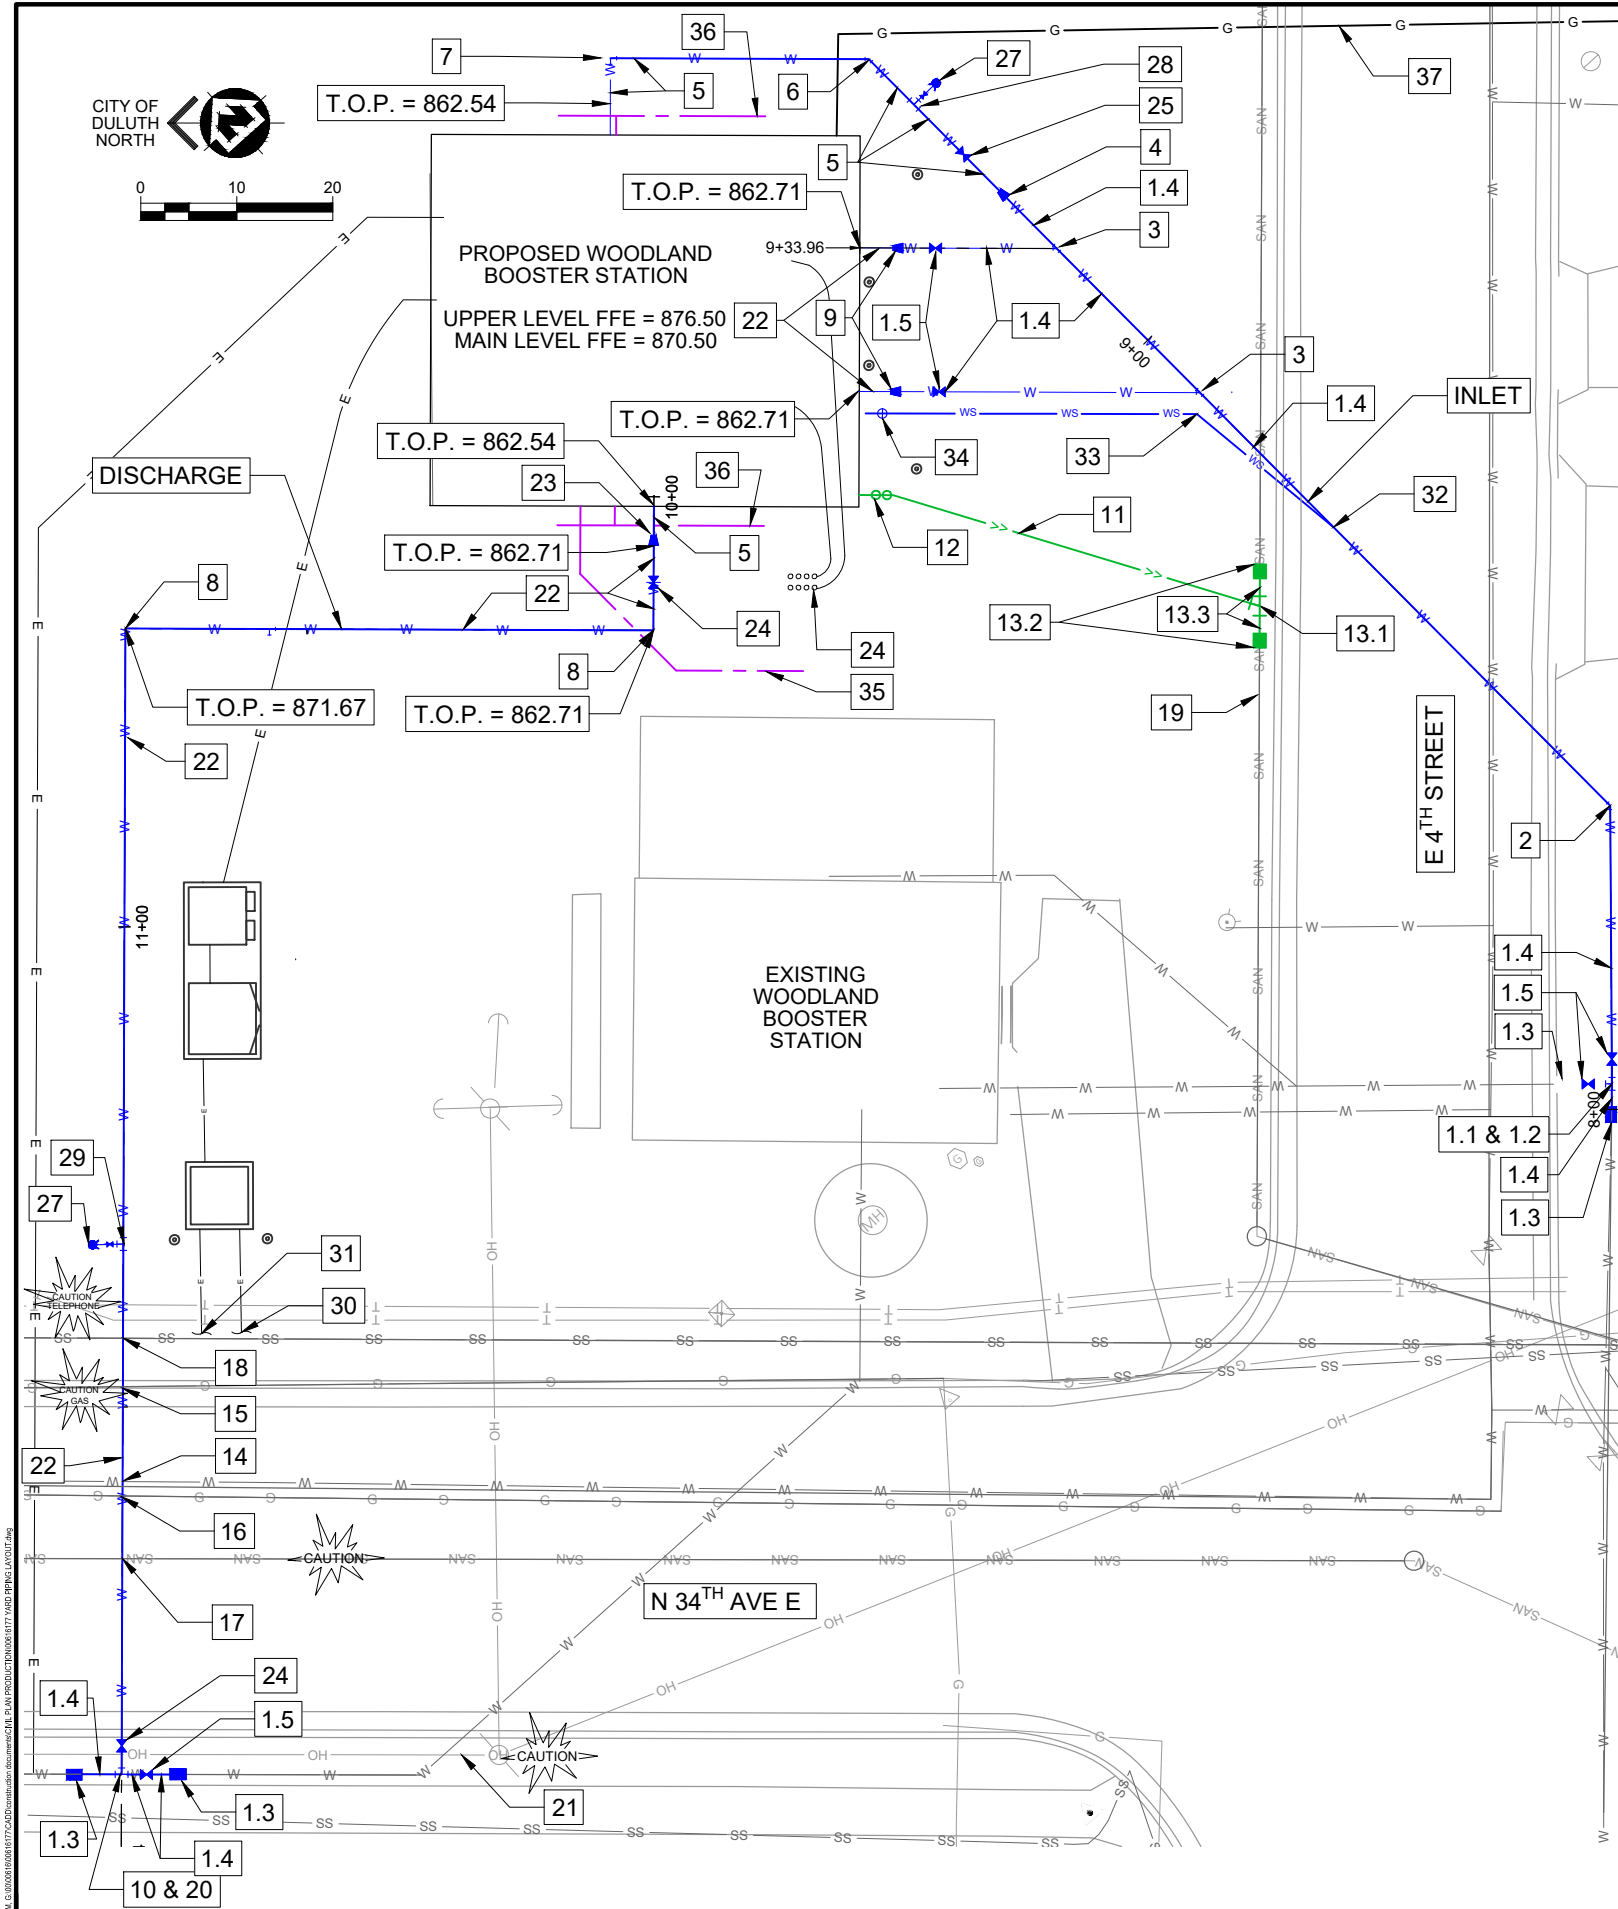 CITY OF
DULUTH
NORTH
0 10 20
7
36
27
28
37
T.O.P. = 862.54
5
6
25
4
5
1.4
T.O.P. = 862.71
3
9+33.96
PROPOSED WOODLAND
BOOSTER STATION
UPPER LEVEL FFE = 876.50
MAIN LEVEL FFE = 870.50
22
9
1.5
1.4
9+00
3
INLET
1.4
T.O.P. = 862.71
T.O.P. = 862.54
34
33
32
DISCHARGE
23
36
10+00
T.O.P. = 862.71
5
12
11
8
22
24
24
13.2
13.3
13.1
8
35
T.O.P. = 871.67
T.O.P. = 862.71
19
22
E 4TH STREET
2
11+00
EXISTING
WOODLAND
BOOSTER
STATION
1.4
1.5
1.3
8+00
1.1 & 1.2
1.4
1.3
29
27
MH
31
30
CAUTION
TELEPHONE
18
CAUTION
GAS
15
22
14
16
CAUTION
17
N 34TH AVE E
24
1.4
1.5
CAUTION
21
1.3
1.3
1.4
10 & 20